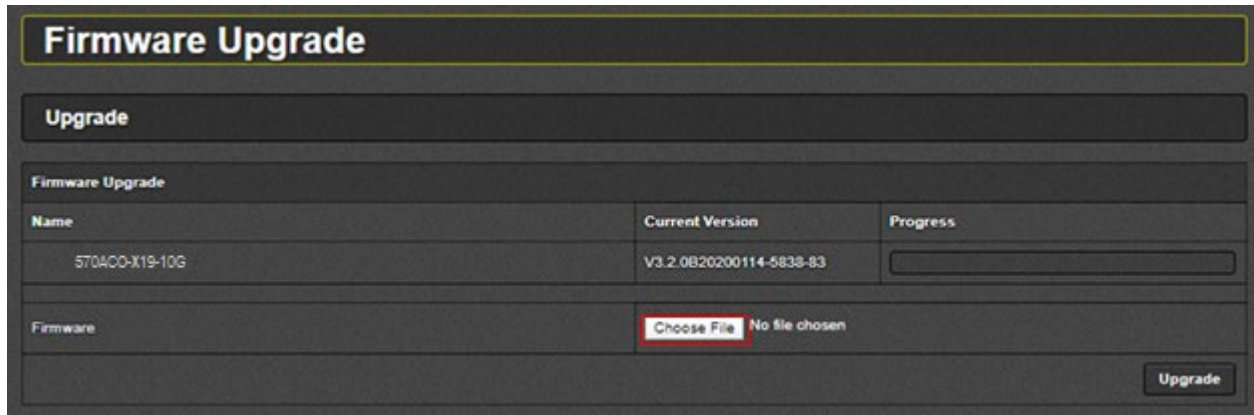 Firmware Upgrade
Upgrade
Firmware Upgrade
Name Current Version Progress
570ACO-X19-10G V3.2.0B20200114-5838-83
Firmware Choose File No file chosen
Upgrade